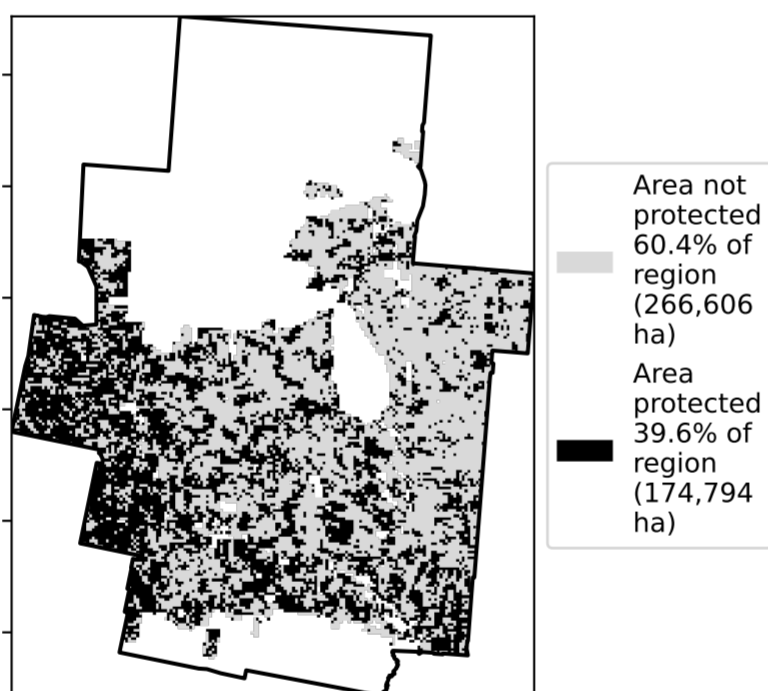 Area not
protected
60.4% of
region
(266,606
ha)
Area
protected
39.6% of
region
(174,794
ha)